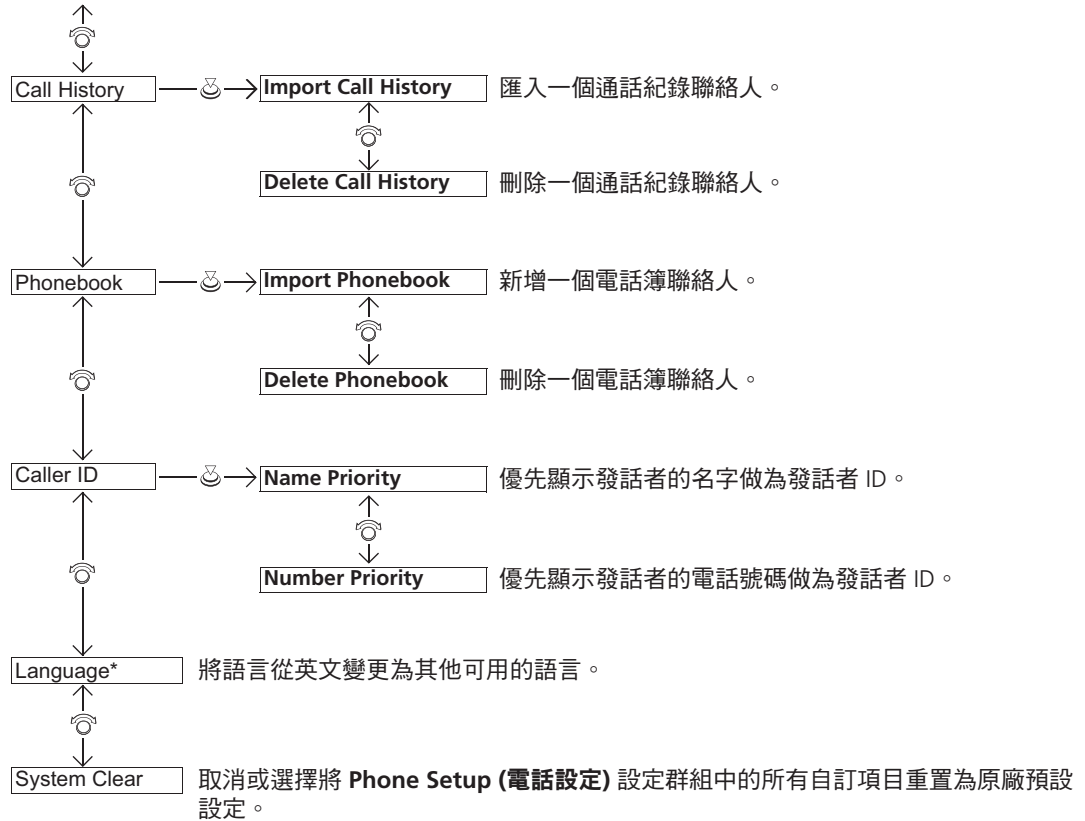 Call History
Import Call History
匯入一個通話紀錄聯絡人。
Delete Call History
刪除一個通話紀錄聯絡人。
Phonebook
Import Phonebook
新增一個電話簿聯絡人。
Delete Phonebook
刪除一個電話簿聯絡人。
Caller ID
Name Priority
優先顯示發話者的名字做為發話者 ID。
Number Priority
優先顯示發話者的電話號碼做為發話者 ID。
Language*
將語言從英文變更為其他可用的語言。
System Clear
取消或選擇將 Phone Setup (電話設定) 設定群組中的所有自訂項目重置為原廠預設
設定。